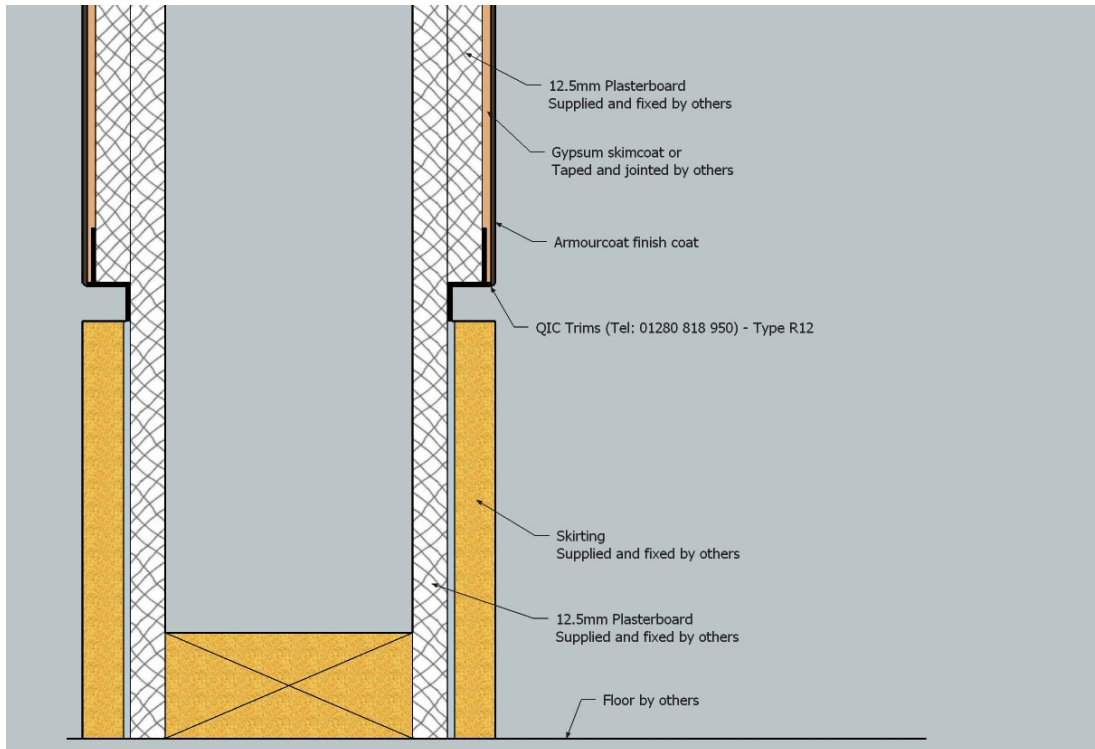 12.5mm Plasterboard
Supplied and fixed by others
Gypsum skimcoat or
Taped and jointed by others
Armourcoat finish coat
QIC Trims (Tel: 01280 818 950) - Type R12
Skirting
Supplied and fixed by others
12.5mm Plasterboard
Supplied and fixed by others
Floor by others